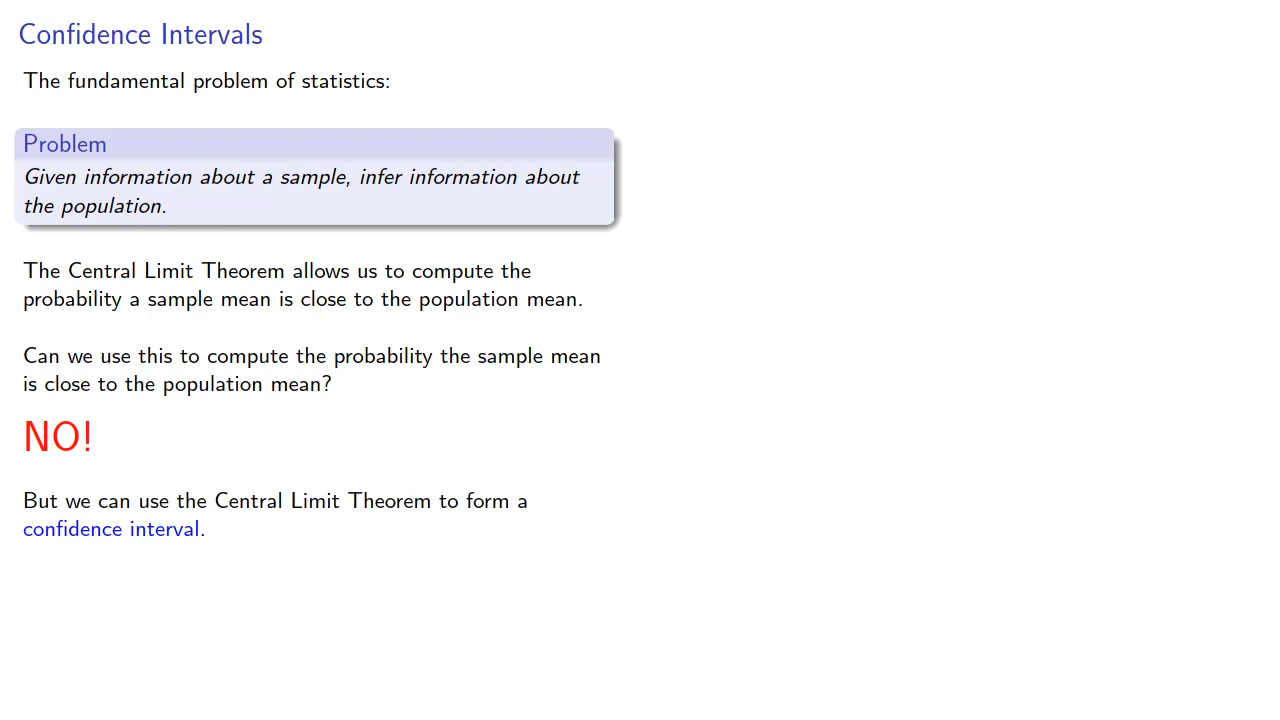 Confidence Intervals
The fundamental problem of statistics:
Problem
Given information about a sample, infer information about
the population.
The Central Limit Theorem allows us to compute the
probability a sample mean is close to the population mean.
Can we use this to compute the probability the sample mean
is close to the population mean?
NO!
But we can use the Central Limit Theorem to form a
confidence interval.